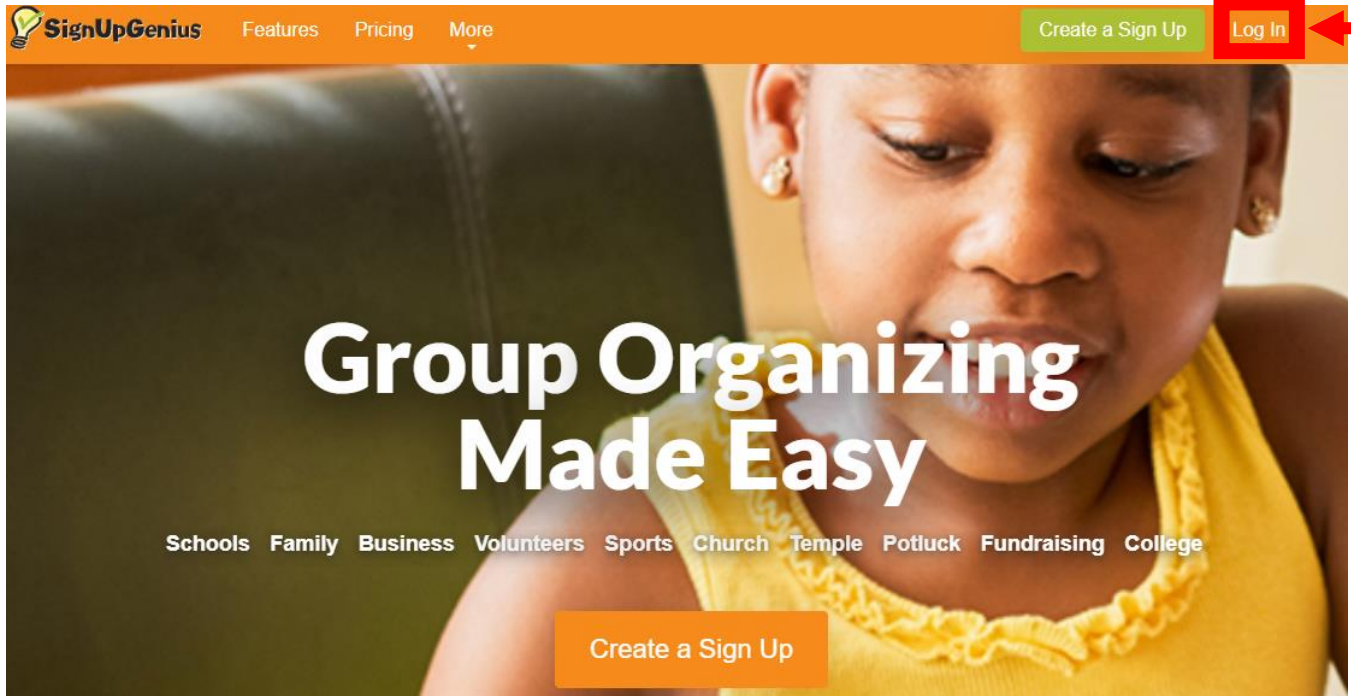 SignUpGenius Features Pricing More Create a Sign Up Log In
Group Organizing
Made Easy
Schools Family Business Volunteers Sports Church Temple Potluck Fundraising College
Create a Sign Up